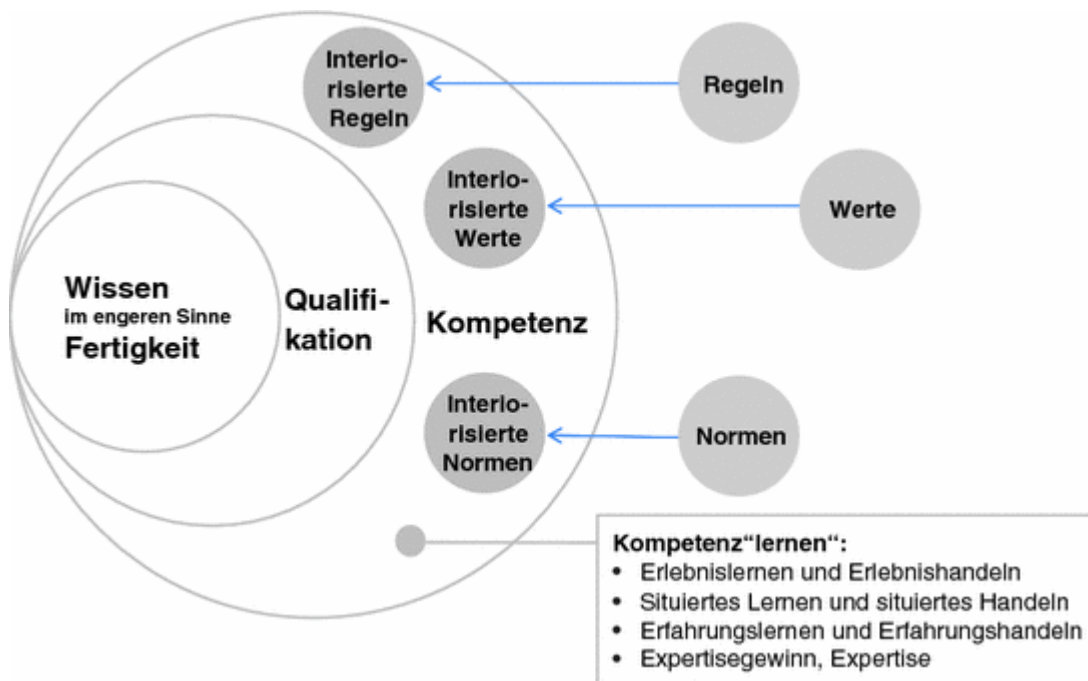 Interio-
risierte
Regeln
Regeln
Interio-
risierte
Werte
Werte
Wissen
im engeren Sinne
Fertigkeit
Qualifi-
kation
Kompetenz
Interio-
risierte
Normen
Normen
Kompetenz“lernen“:
• Erlebnislernen und Erlebnishandeln
• Situiertes Lernen und situiertes Handeln
• Erfahrungslernen und Erfahrungshandeln
• Expertisegewinn, Expertise